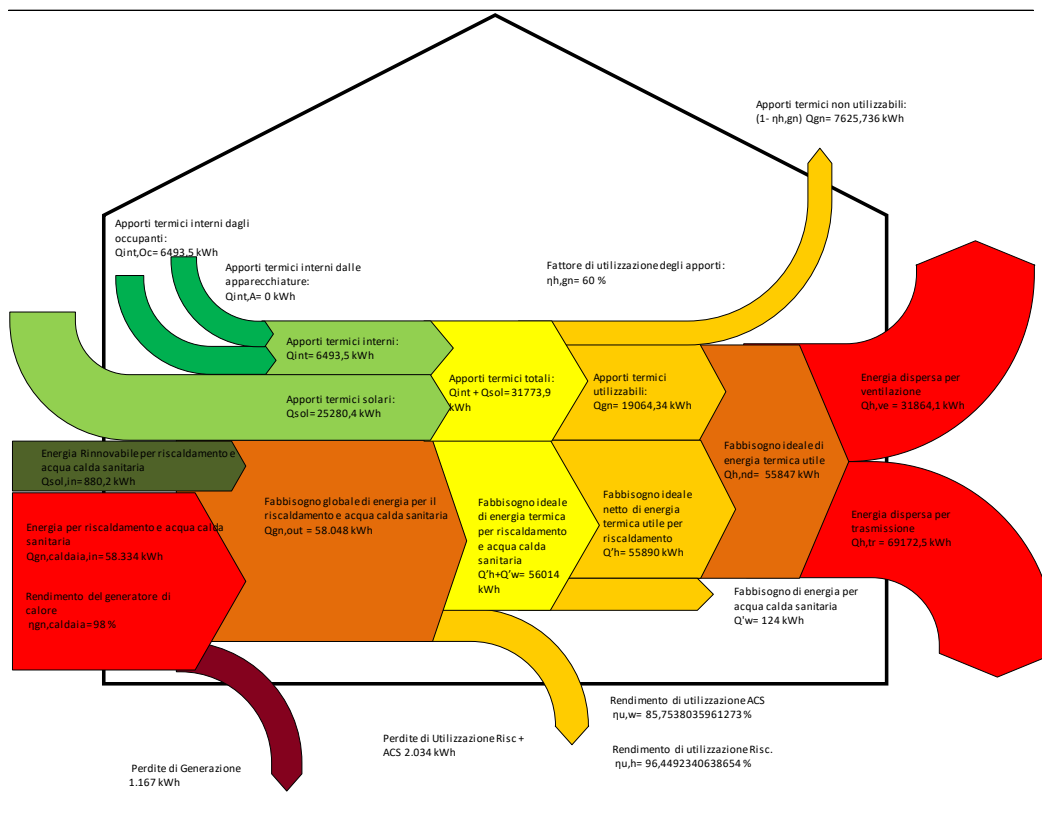 Apporti termici non utilizzabili:
(1- ηh,gn) Qgn= 7625,736 kWh
Apporti termici interni dagli
occupanti:
Qint,Oc= 6493,5 kWh
Apporti termici interni dalle
apparecchiature:
Qint,A= 0 kWh
Fattore di utilizzazione degli apporti:
ηh,gn= 60 %
Apporti termici interni:
Qint= 6493,5 kWh
Apporti termici solari:
Qsol= 25280,4 kWh
Apporti termici totali:
Qint + Qsol= 31773,9
kWh
Apporti termici
utilizzabili:
Qgn= 19064,34 kWh
Energia dispersa per
ventilazione
Qh,ve = 31864,1 kWh
Energia Rinnovabile per riscaldamento e
acqua calda sanitaria
Qsol,in= 880,2 kWh
Fabbisogno globale di energia per il
riscaldamento e acqua calda sanitaria
Qgn,out = 58.048 kWh
Fabbisogno ideale
di energia termica
per riscaldamento
e acqua calda
sanitaria
Q'h+Q'w= 56014
kWh
Fabbisogno ideale
netto di energia
termica utile per
riscaldamento
Q'h= 55890 kWh
Fabbisogno ideale di
energia termica utile
Qh,nd= 55847 kWh
Energia dispersa per
trasmissione
Qh,tr = 69172,5 kWh
Energia per riscaldamento e acqua calda
sanitaria
Qgn,caldaia,in= 58.334 kWh
Rendimento del generatore di
calore
ηgn,caldaia= 98 %
Fabbisogno di energia per
acqua calda sanitaria
Q'w= 124 kWh
Rendimento di utilizzazione ACS
ηu,w= 85,7538035961273 %
Rendimento di utilizzazione Risc.
ηu,h= 96,4492340638654 %
Perdite di Utilizzazione Risc +
ACS 2.034 kWh
Perdite di Generazione
1.167 kWh